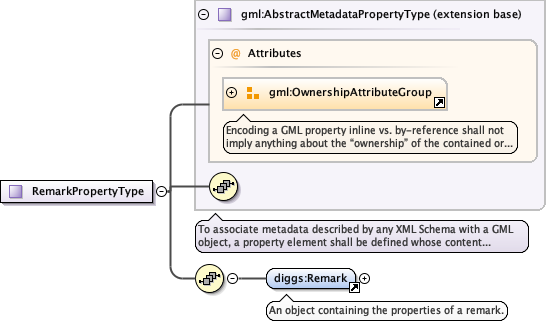 gml:AbstractMetadataPropertyType (extension base)
@ Attributes
gml:OwnershipAttributeGroup
Encoding a GML property inline vs. by-reference shall not
imply anything about the “ownership” of the contained or...
RemarkPropertyType
To associate metadata described by any XML Schema with a GML
object, a property element shall be defined whose content...
diggs:Remark
An object containing the properties of a remark.